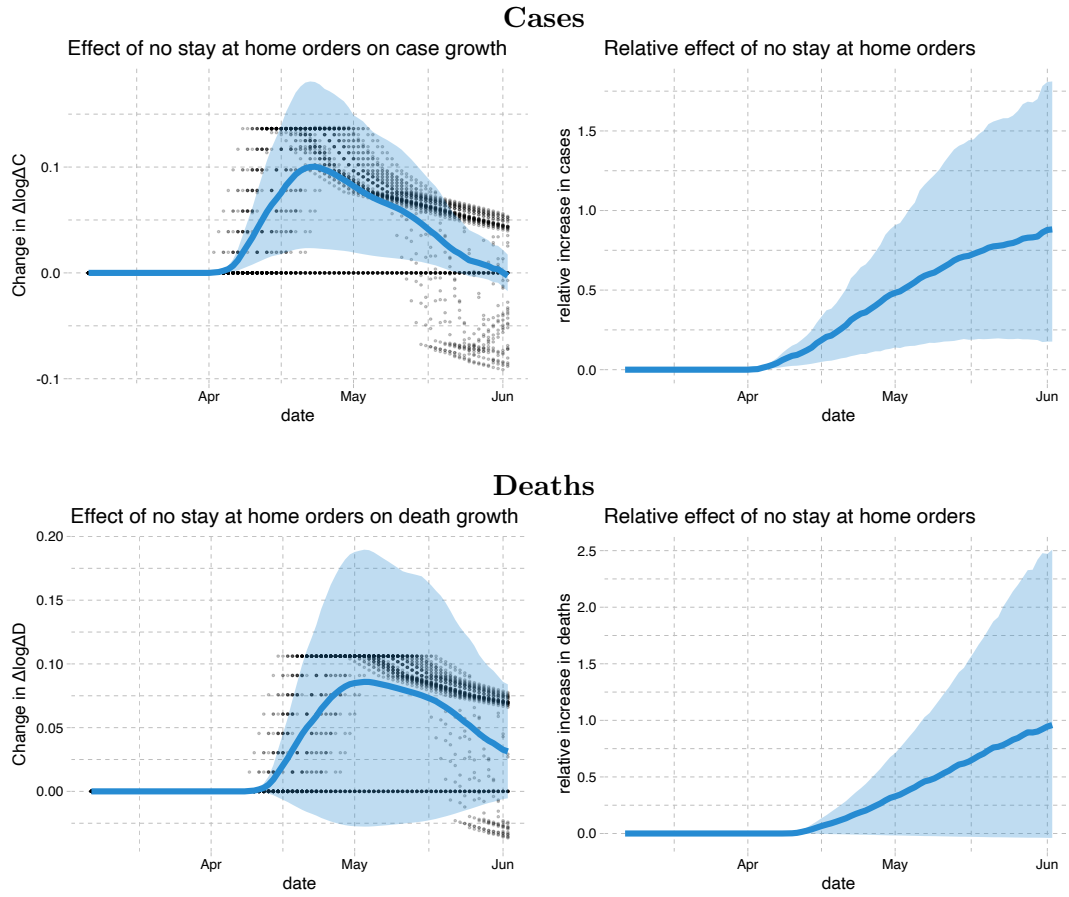 Cases
Effect of no stay at home orders on case growth
Relative effect of no stay at home orders
Change in ΔlogΔC
0.1
0.0
-0.1
Apr
May
Jun
date
relative increase in cases
1.5
1.0
0.5
0.0
Apr
May
Jun
date
Deaths
Effect of no stay at home orders on death growth
Relative effect of no stay at home orders
Change in ΔlogΔD
0.20
0.15
0.10
0.05
0.00
Apr
May
Jun
date
relative increase in deaths
2.5
2.0
1.5
1.0
0.5
0.0
Apr
May
Jun
date